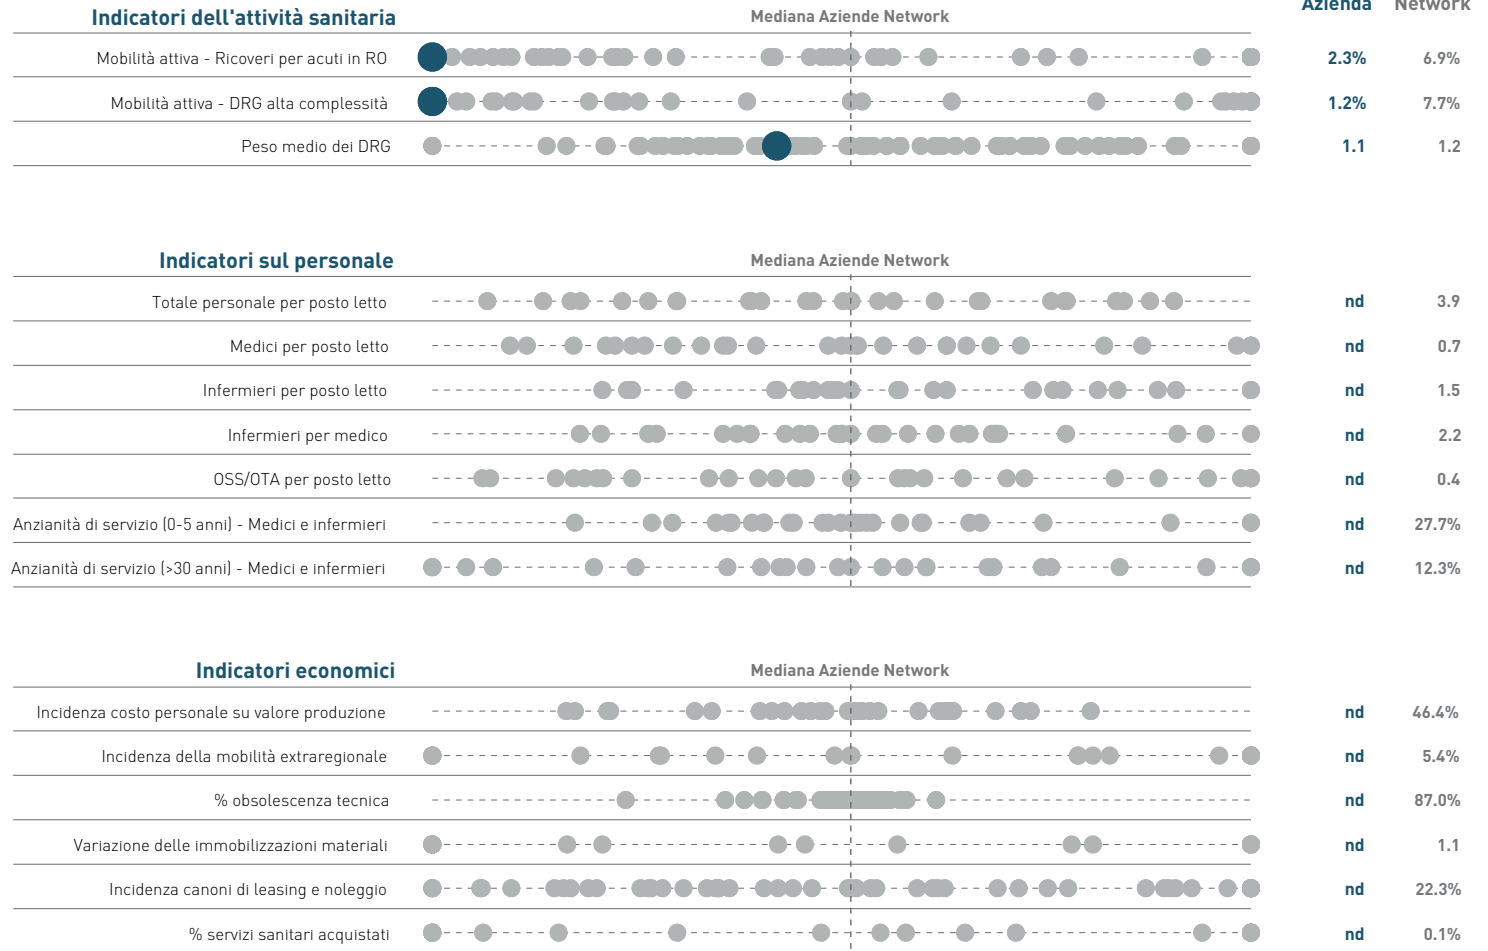 Azienda Network
Indicatori dell'attività sanitaria Mediana Aziende Network
Mobilità attiva - Ricoveri per acuti in RO 2.3% 6.9%
Mobilità attiva - DRG alta complessità 1.2% 7.7%
Peso medio dei DRG 1.1 1.2
Indicatori sul personale Mediana Aziende Network
Totale personale per posto letto nd 3.9
Medici per posto letto nd 0.7
Infermieri per posto letto nd 1.5
Infermieri per medico nd 2.2
OSS/OTA per posto letto nd 0.4
Anzianità di servizio (0-5 anni) - Medici e infermieri nd 27.7%
Anzianità di servizio (>30 anni) - Medici e infermieri nd 12.3%
Indicatori economici Mediana Aziende Network
Incidenza costo personale su valore produzione nd 46.4%
Incidenza della mobilità extraregionale nd 5.4%
% obsolescenza tecnica nd 87.0%
Variazione delle immobilizzazioni materiali nd 1.1
Incidenza canoni di leasing e noleggio nd 22.3%
% servizi sanitari acquistati nd 0.1%